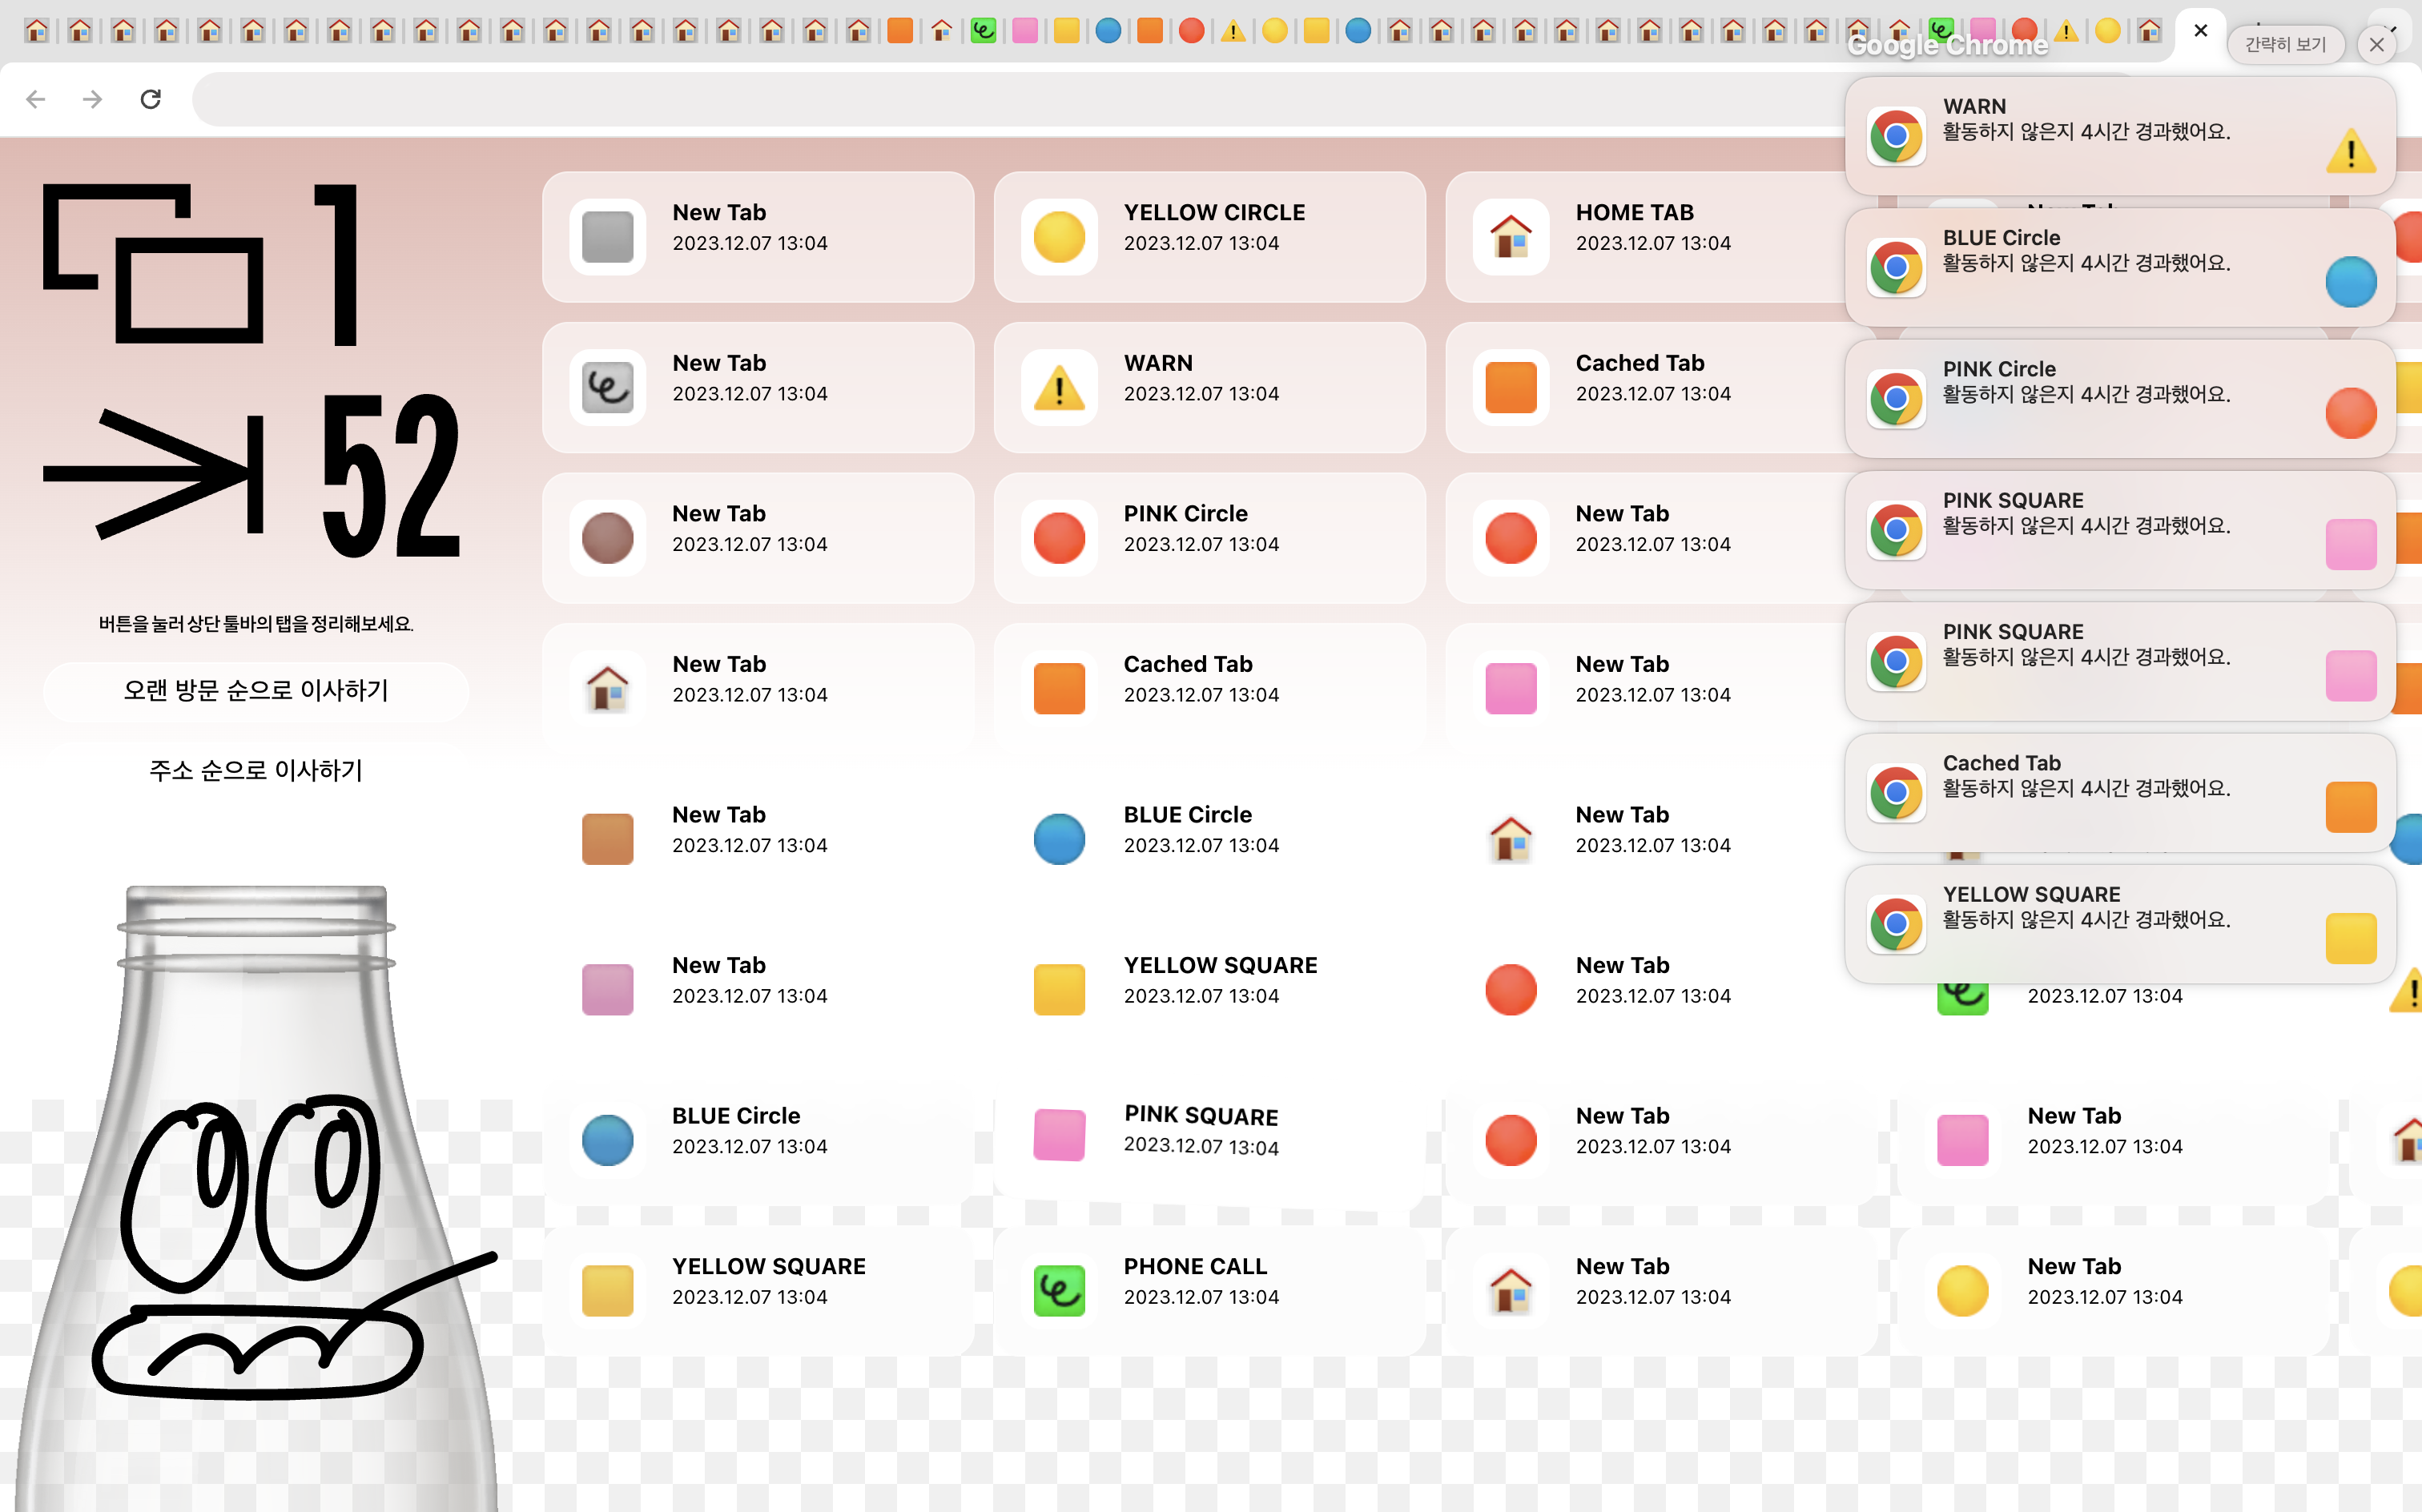 Google Chrome
간략히 보기
1
52
버튼을 눌러 상단 툴바의 탭을 정리해보세요.
오랜 방문 순으로 이사하기
주소 순으로 이사하기
New Tab
2023.12.07 13:04
YELLOW CIRCLE
2023.12.07 13:04
HOME TAB
2023.12.07 13:04
New Tab
2023.12.07 13:04
WARN
2023.12.07 13:04
Cached Tab
2023.12.07 13:04
New Tab
2023.12.07 13:04
PINK Circle
2023.12.07 13:04
New Tab
2023.12.07 13:04
New Tab
2023.12.07 13:04
Cached Tab
2023.12.07 13:04
New Tab
2023.12.07 13:04
New Tab
2023.12.07 13:04
BLUE Circle
2023.12.07 13:04
New Tab
2023.12.07 13:04
New Tab
2023.12.07 13:04
YELLOW SQUARE
2023.12.07 13:04
New Tab
2023.12.07 13:04
2023.12.07 13:04
BLUE Circle
2023.12.07 13:04
PINK SQUARE
2023.12.07 13:04
New Tab
2023.12.07 13:04
New Tab
2023.12.07 13:04
YELLOW SQUARE
2023.12.07 13:04
PHONE CALL
2023.12.07 13:04
New Tab
2023.12.07 13:04
New Tab
2023.12.07 13:04
WARN
활동하지 않은지 4시간 경과했어요.
BLUE Circle
활동하지 않은지 4시간 경과했어요.
PINK Circle
활동하지 않은지 4시간 경과했어요.
PINK SQUARE
활동하지 않은지 4시간 경과했어요.
PINK SQUARE
활동하지 않은지 4시간 경과했어요.
Cached Tab
활동하지 않은지 4시간 경과했어요.
YELLOW SQUARE
활동하지 않은지 4시간 경과했어요.